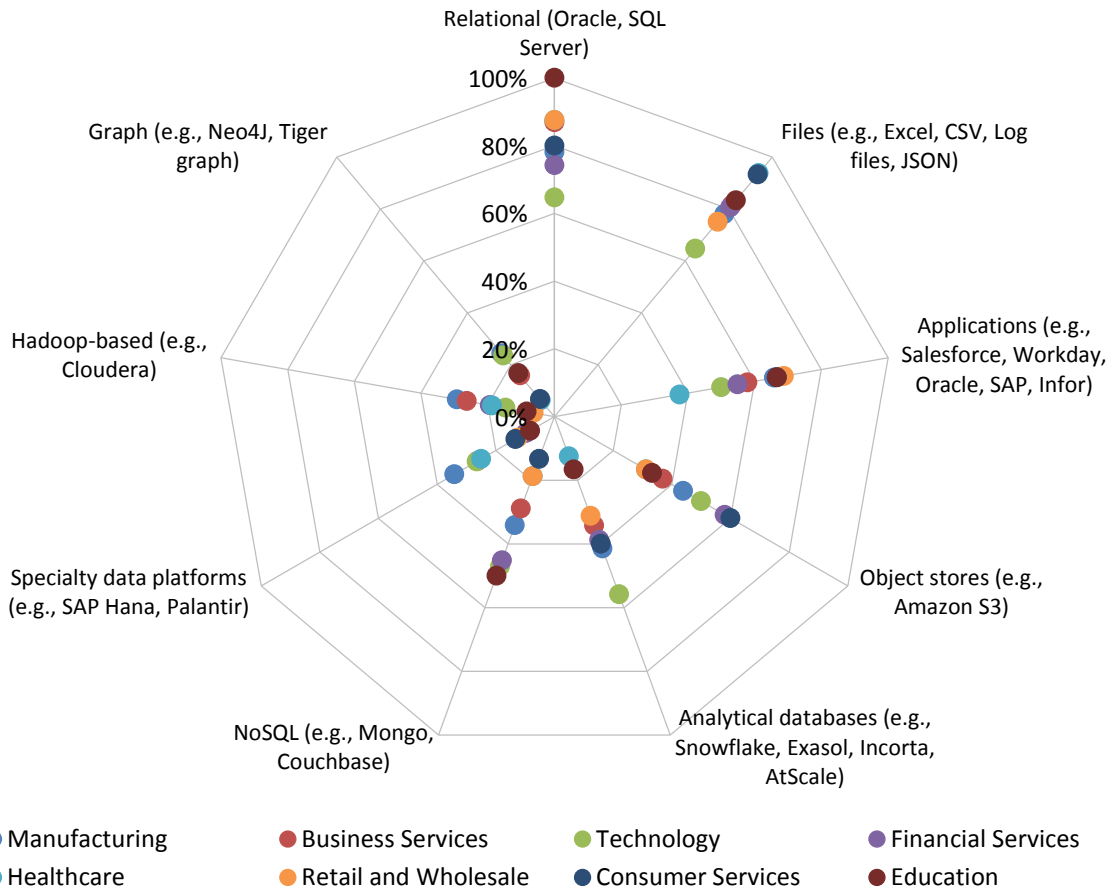 Relational (Oracle, SQL
Server)
100%
80%
60%
40%
20%
0%
Files (e.g., Excel, CSV, Log
files, JSON)
Applications (e.g.,
Salesforce, Workday,
Oracle, SAP, Infor)
Object stores (e.g.,
Amazon S3)
Analytical databases (e.g.,
Snowflake, Exasol, Incorta,
AtScale)
NoSQL (e.g., Mongo,
Couchbase)
Specialty data platforms
(e.g., SAP Hana, Palantir)
Hadoop-based (e.g.,
Cloudera)
Graph (e.g., Neo4J, Tiger
graph)
Manufacturing
Business Services
Technology
Financial Services
Healthcare
Retail and Wholesale
Consumer Services
Education